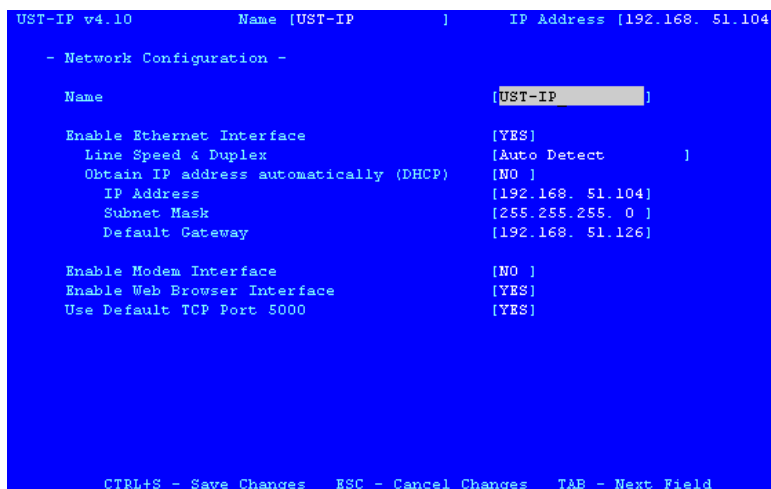 UST-IP v4.10 Name [UST-IP ] IP Address [192.168. 51.104
- Network Configuration -
Name [UST-IP_ ]
Enable Ethernet Interface [YES]
Line Speed & Duplex [Auto Detect ]
Obtain IP address automatically (DHCP) [NO ]
IP Address [192.168. 51.104]
Subnet Mask [255.255.255. 0 ]
Default Gateway [192.168. 51.126]
Enable Modem Interface [NO ]
Enable Web Browser Interface [YES]
Use Default TCP Port 5000 [YES]
CTRL+S - Save Changes ESC - Cancel Changes TAB - Next Field